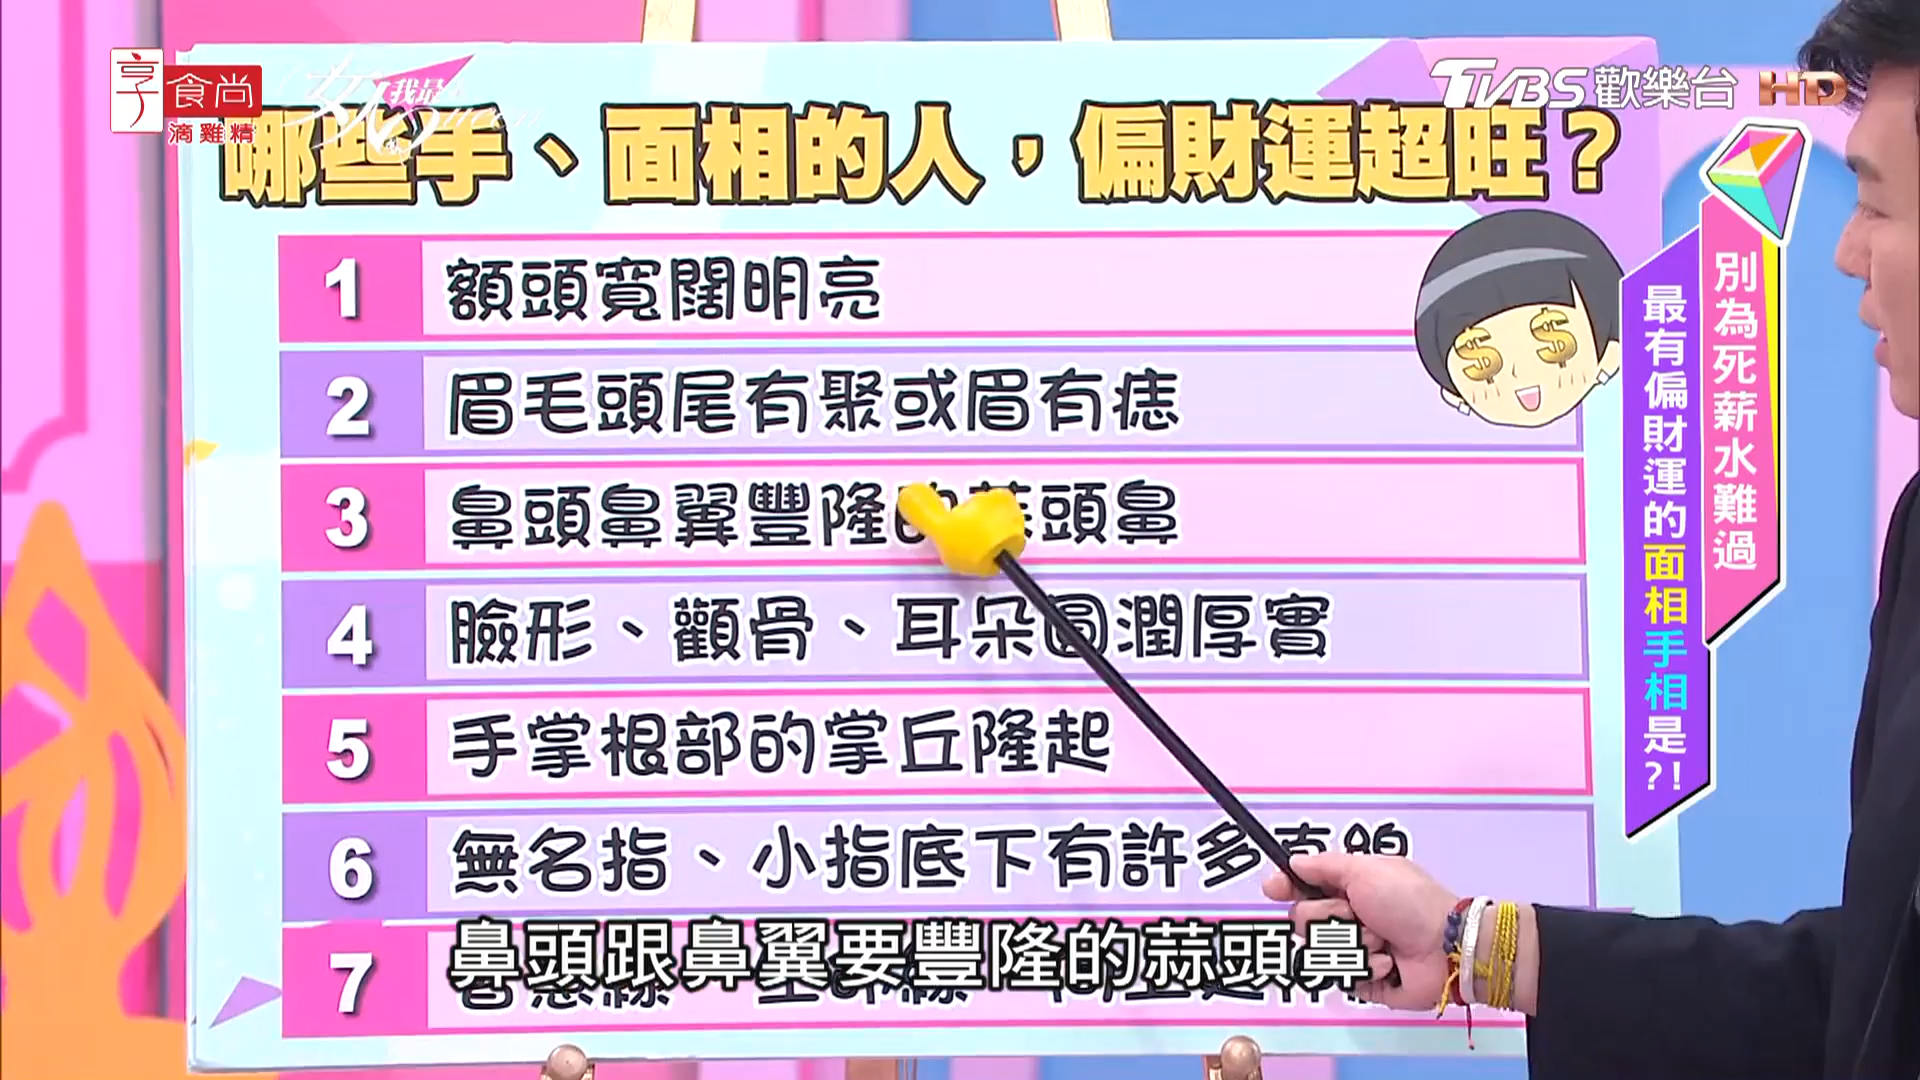 享
食尚
滴雞精
我是
女人
TVBS歡樂台 HD
哪些手、面相的人，偏財運超旺？
1 額頭寬闊明亮
2 眉毛頭尾有聚或眉有痣
3 鼻頭鼻翼豐隆的蒜頭鼻
4 臉形、顴骨、耳朵圓潤厚實
5 手掌根部的掌丘隆起
6 無名指、小指底下有許多直線
7
別為死薪水難過
最有偏財運的面相手相是?!
鼻頭跟鼻翼要豐隆的蒜頭鼻